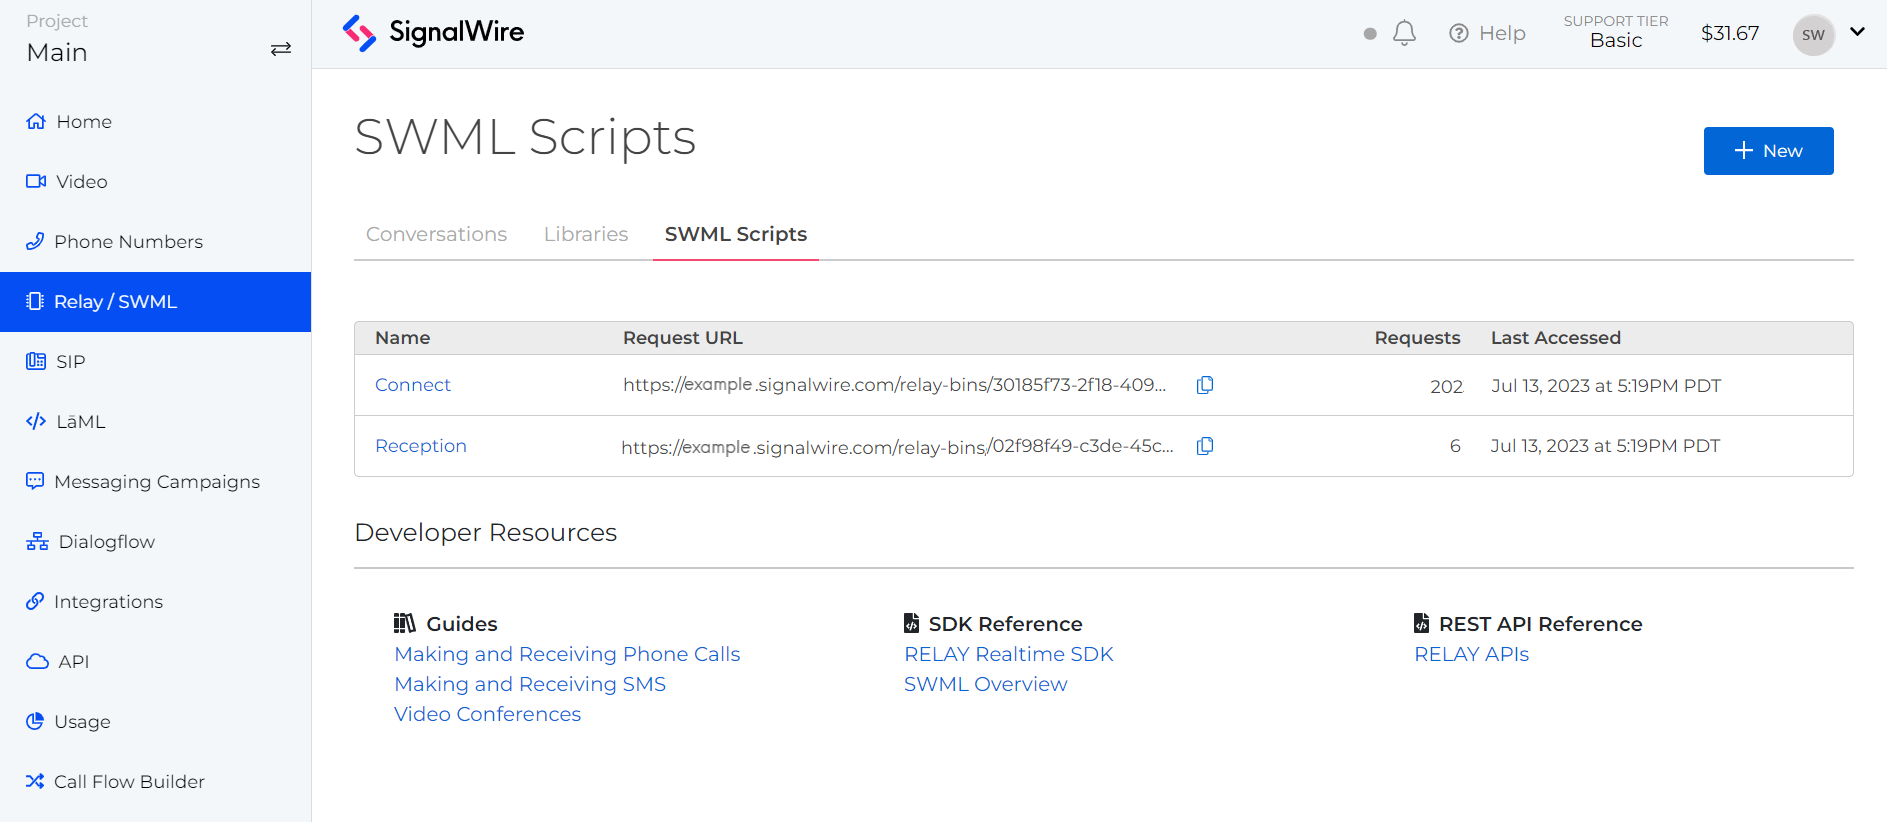 Project
Main
Home
Video
Phone Numbers
Relay / SWML
SIP
LāML
Messaging Campaigns
Dialogflow
Integrations
API
Usage
Call Flow Builder
SignalWire
Help
SUPPORT TIER
Basic
$31.67
SW
SWML Scripts
New
Conversations Libraries SWML Scripts
Name Request URL Requests Last Accessed
Connect https://example.signalwire.com/relay-bins/30185f73-2f18-409... 202 Jul 13, 2023 at 5:19PM PDT
Reception https://example.signalwire.com/relay-bins/02f98f49-c3de-45c... 6 Jul 13, 2023 at 5:19PM PDT
Developer Resources
Guides
Making and Receiving Phone Calls
Making and Receiving SMS
Video Conferences
SDK Reference
RELAY Realtime SDK
SWML Overview
REST API Reference
RELAY APIs